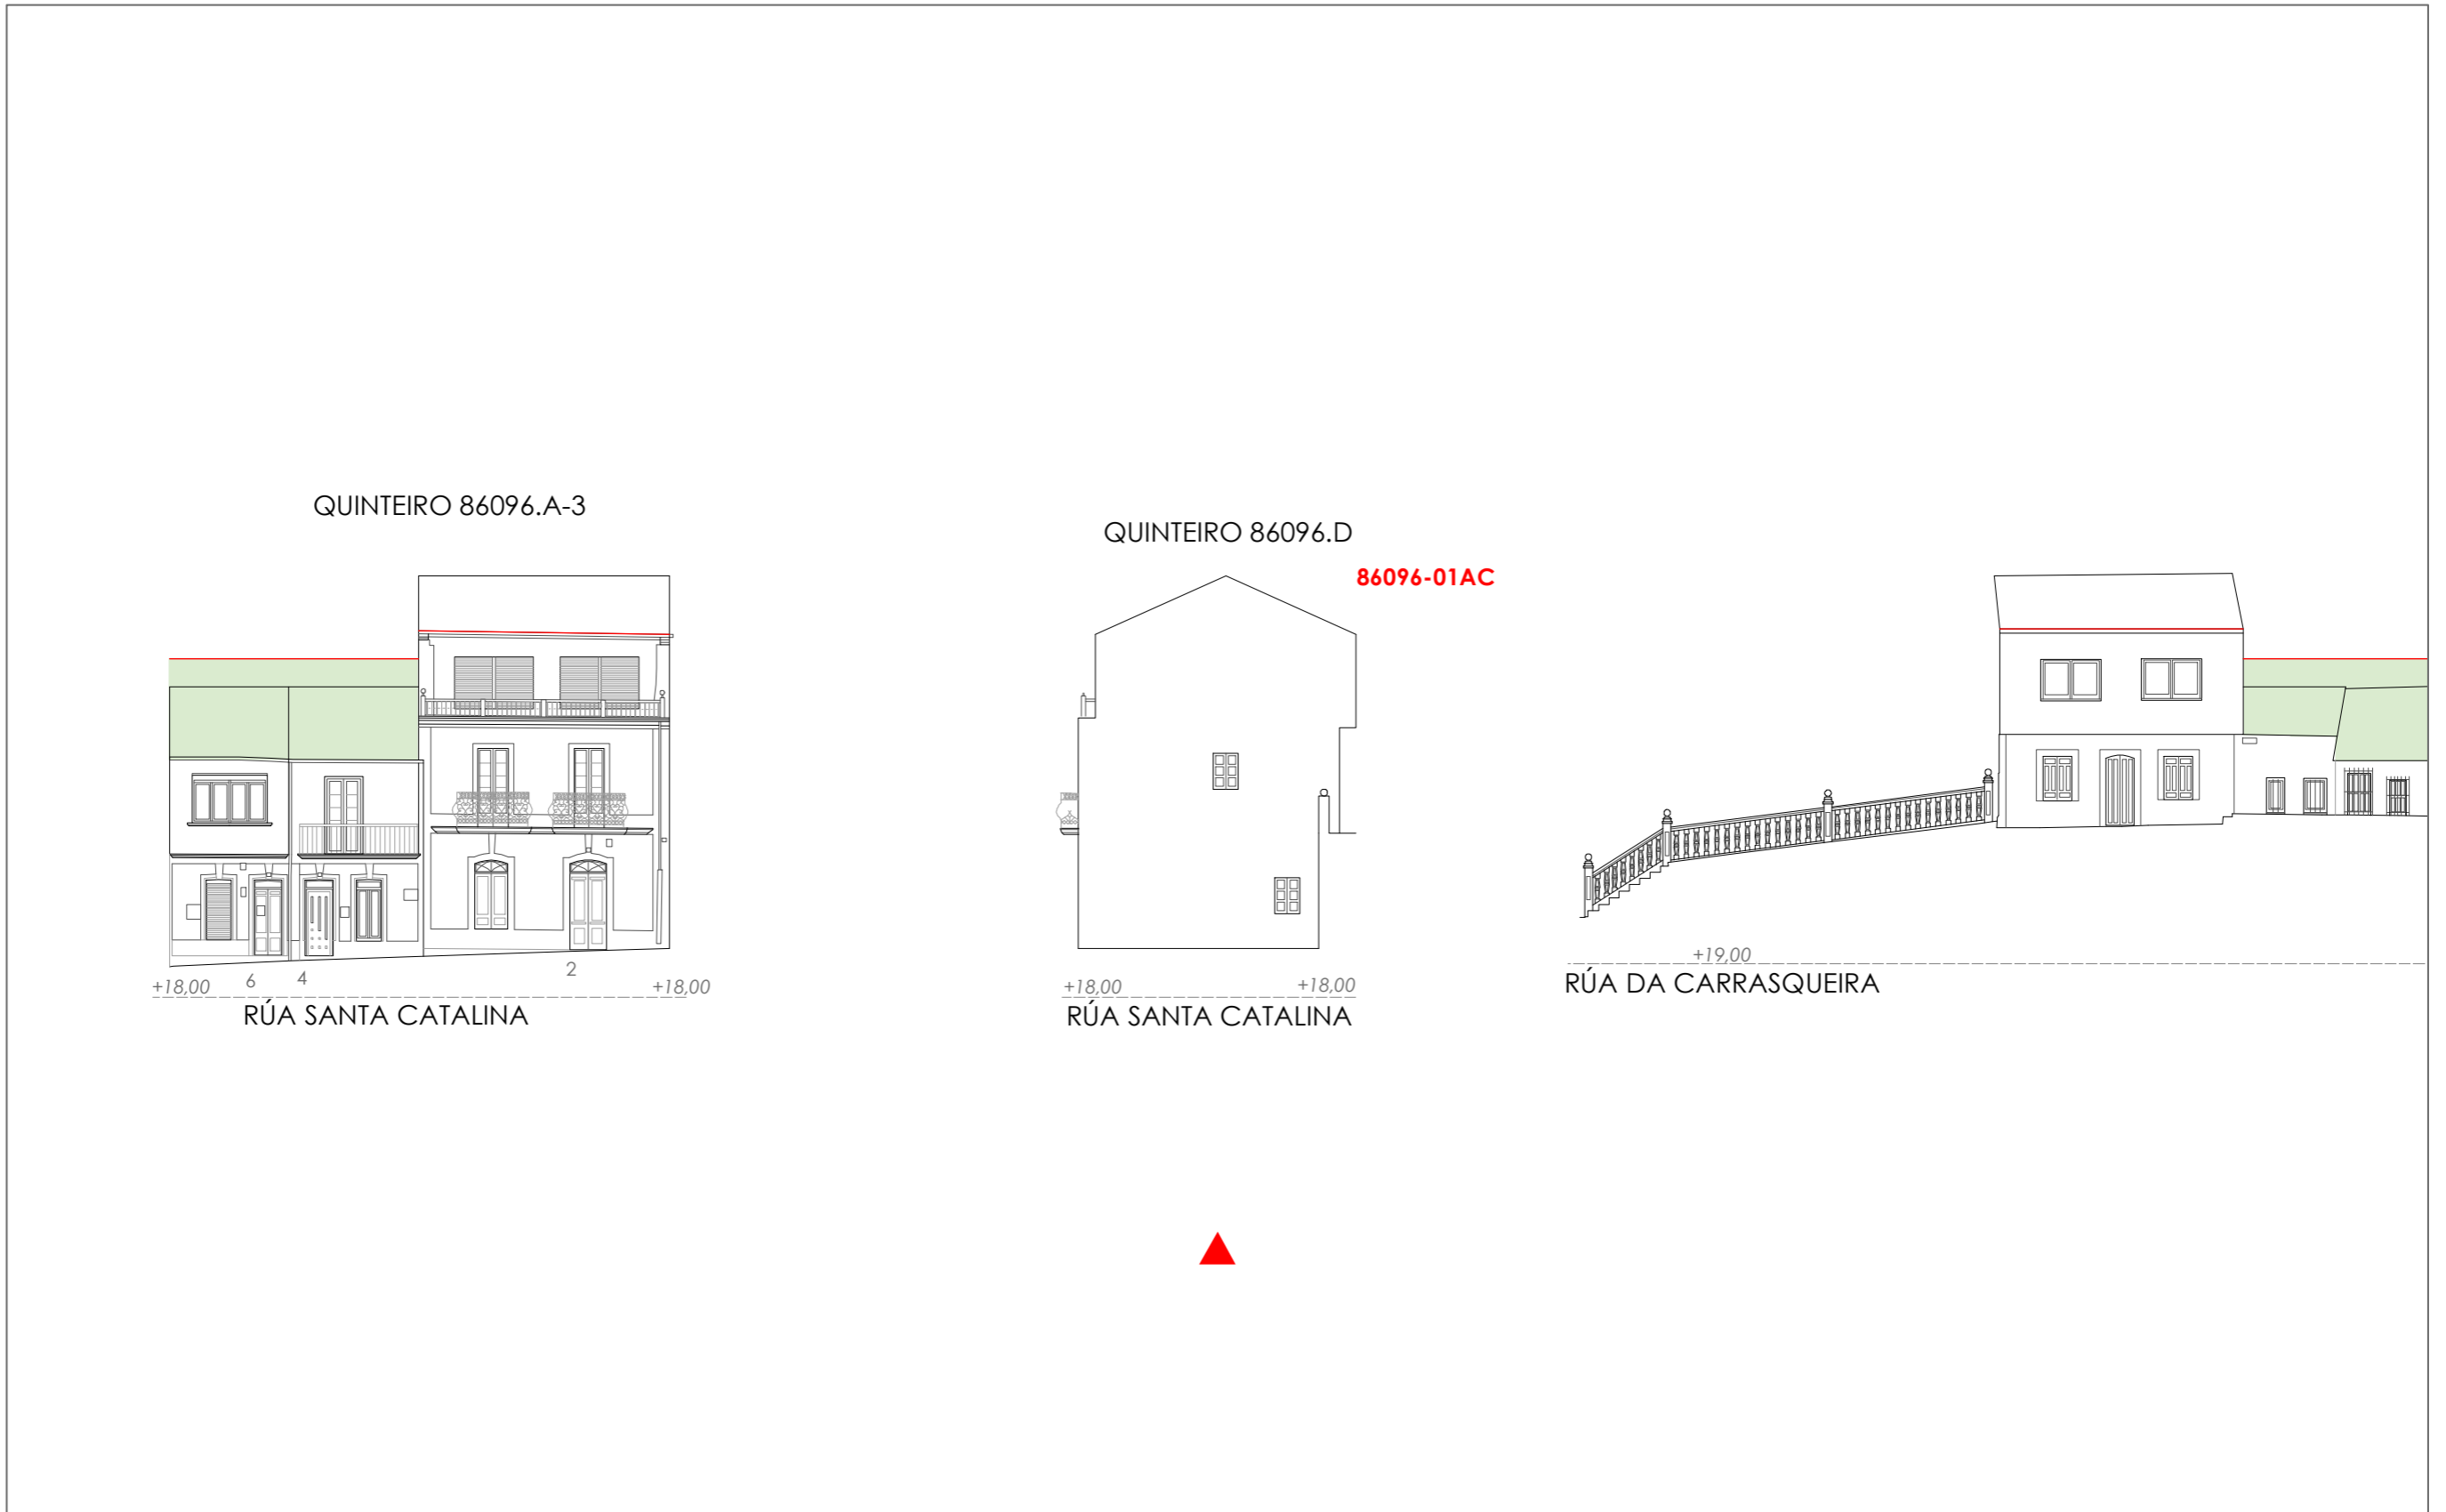 QUINTEIRO 86096.A-3
QUINTEIRO 86096.D
86096-01AC
+18,00 6 4 2 +18,00
RÚA SANTA CATALINA
+18,00 +18,00
RÚA SANTA CATALINA
+19,00
RÚA DA CARRASQUEIRA